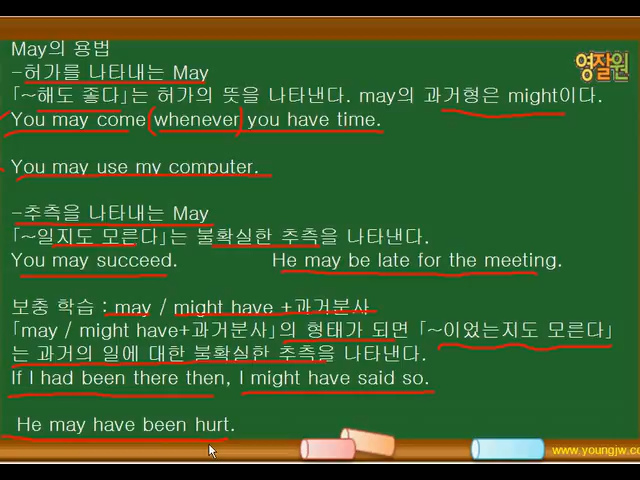 May의 용법
영잘원
-허가를 나타내는 May
「~해도 좋다」는 허가의 뜻을 나타낸다. may의 과거형은 might이다.
You may come (whenever) you have time.
You may use my computer.
-추측을 나타내는 May
「~일지도 모른다」는 불확실한 추측을 나타낸다.
You may succeed. He may be late for the meeting.
보충 학습 : may / might have +과거분사
「may / might have+과거분사」의 형태가 되면 「~이었는지도 모른다」
는 과거의 일에 대한 불확실한 추측을 나타낸다.
If I had been there then, I might have said so.
He may have been hurt.
www.youngjw.co